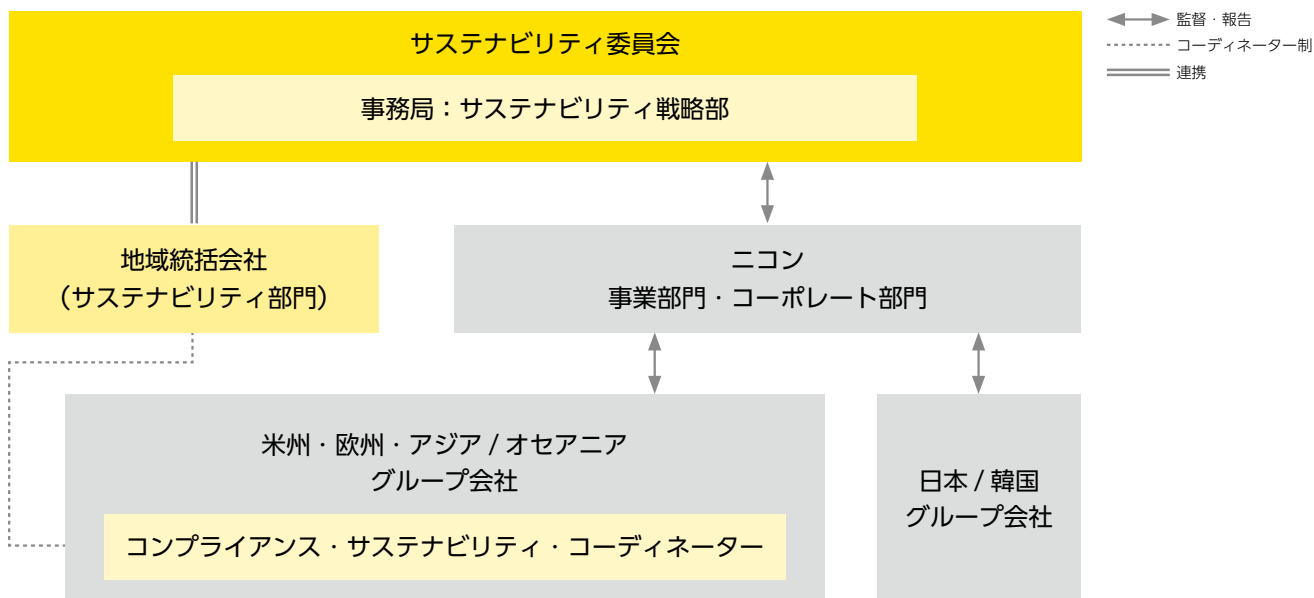 サステナビリティ委員会
事務局：サステナビリティ戦略部
監督・報告
コーディネーター制
連携
地域統括会社
（サステナビリティ部門）
ニコン
事業部門・コーポレート部門
米州・欧州・アジア / オセアニア
グループ会社
コンプライアンス・サステナビリティ・コーディネーター
日本 / 韓国
グループ会社